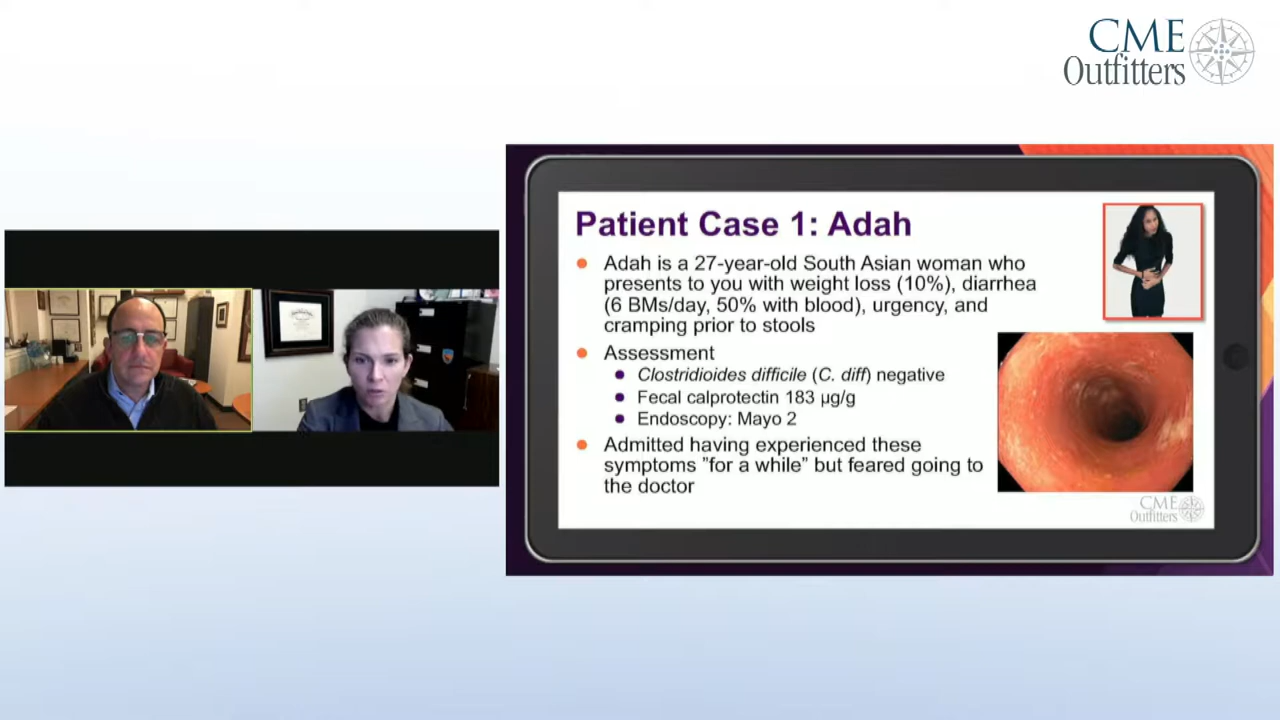 CME
Outfitters
Patient Case 1: Adah
Adah is a 27-year-old South Asian woman who
presents to you with weight loss (10%), diarrhea
(6 BMs/day, 50% with blood), urgency, and
cramping prior to stools
Assessment
Clostridioides difficile (C. diff) negative
Fecal calprotectin 183 µg/g
Endoscopy: Mayo 2
Admitted having experienced these
symptoms ”for a while” but feared going to
the doctor
CME
Outfitters